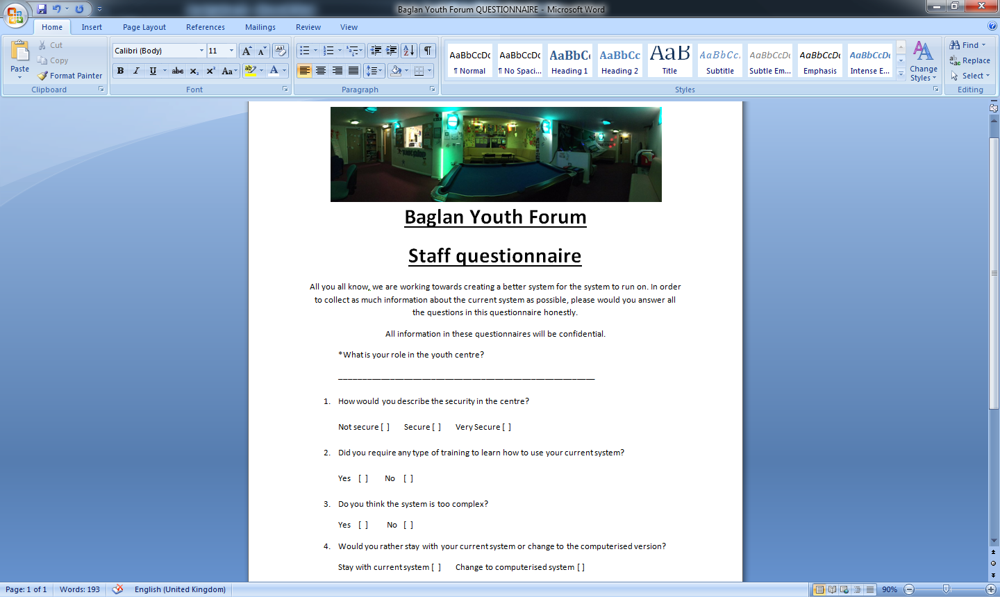 Baglan Youth Forum QUESTIONNAIRE - Microsoft Word
Home Insert Page Layout References Mailings Review View
Paste
Cut
Copy
Format Painter
Clipboard
Calibri (Body) 11
Font
Paragraph
AaBbCcDc AaBbCcDc AaBbC AaBbCc AaB AaBbCc. AaBbCcDc AaBbCcDc AaBbCcDc
¶ Normal ¶ No Spaci... Heading 1 Heading 2 Title Subtitle Subtle Em... Emphasis Intense E...
Styles
Change Styles
Find
Replace
Select
Editing
Baglan Youth Forum
Staff questionnaire
All you all know, we are working towards creating a better system for the system to run on. In order
to collect as much information about the current system as possible, please would you answer all
the questions in this questionnaire honestly.
All information in these questionnaires will be confidential.
*What is your role in the youth centre?
1. How would you describe the security in the centre?
Not secure [ ] Secure [ ] Very Secure [ ]
2. Did you require any type of training to learn how to use your current system?
Yes [ ] No [ ]
3. Do you think the system is too complex?
Yes [ ] No [ ]
4. Would you rather stay with your current system or change to the computerised version?
Stay with current system [ ] Change to computerised system [ ]
Page: 1 of 1 Words: 193 English (United Kingdom) 90%